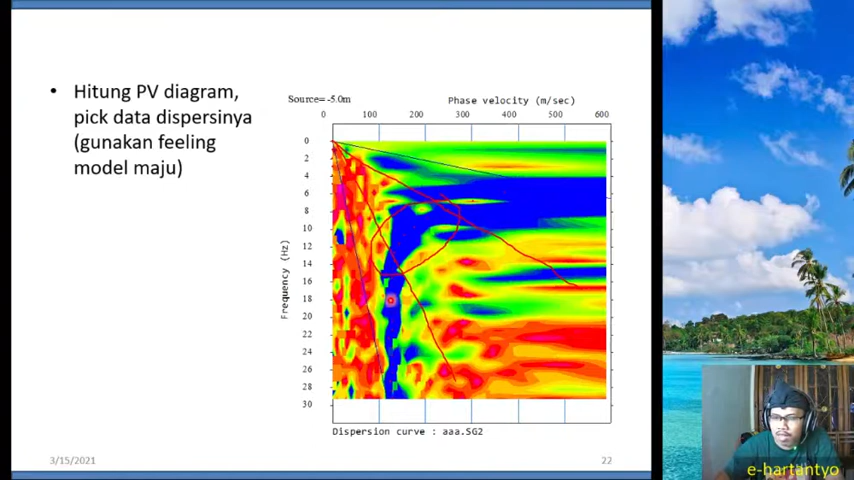 • Hitung PV diagram,
pick data dispersinya
(gunakan feeling
model maju)
Source= -5.0m
Phase velocity (m/sec)
0 100 200 300 400 500 600
Frequency (Hz)
0
2
4
6
8
10
12
14
16
18
20
22
24
26
28
30
Dispersion curve : aaa.SG2
3/15/2021
22
e-hartantyo